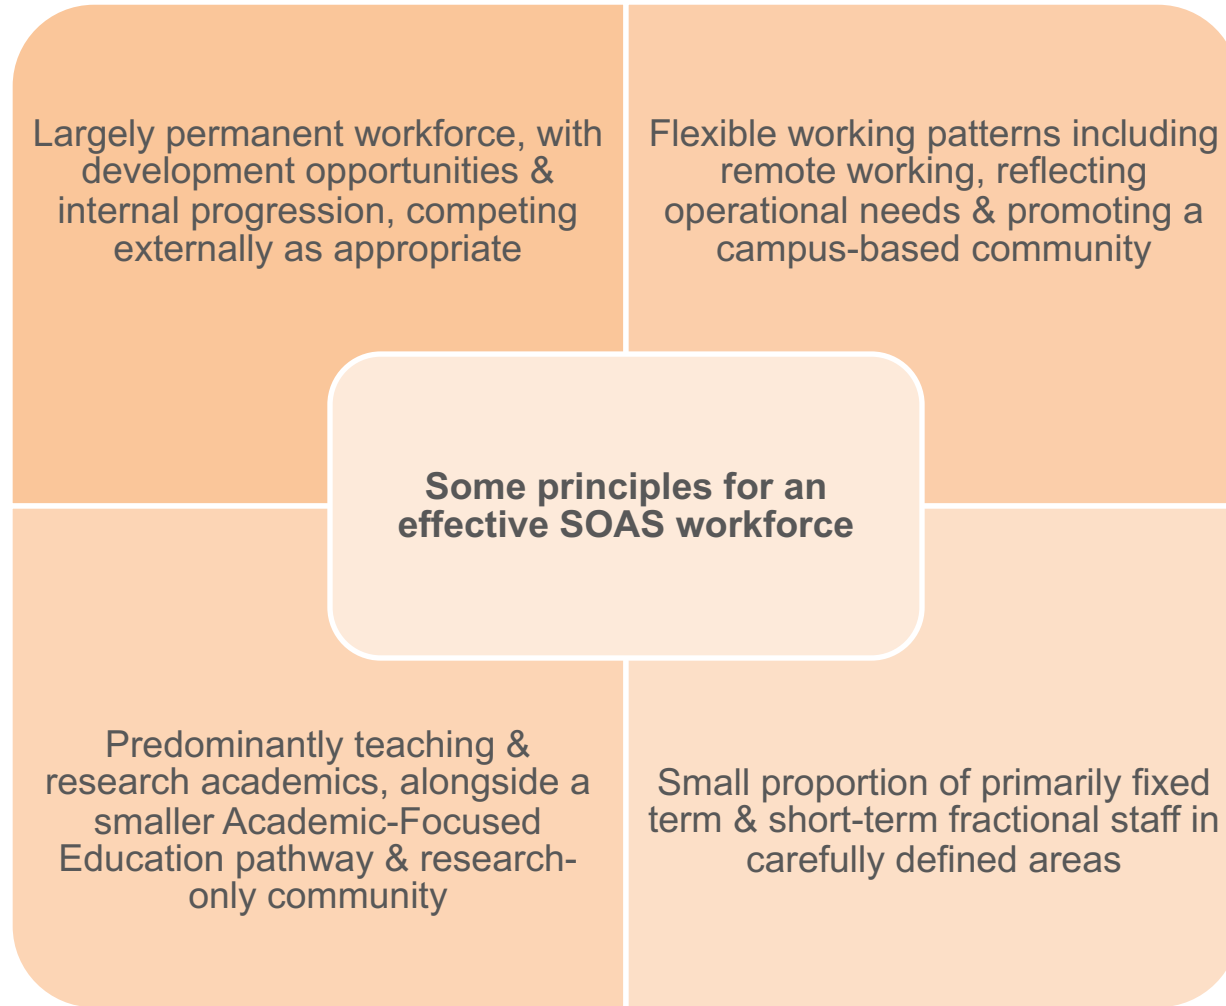 Largely permanent workforce, with
development opportunities &
internal progression, competing
externally as appropriate
Flexible working patterns including
remote working, reflecting
operational needs & promoting a
campus-based community
Some principles for an
effective SOAS workforce
Predominantly teaching &
research academics, alongside a
smaller Academic-Focused
Education pathway & research-
only community
Small proportion of primarily fixed
term & short-term fractional staff in
carefully defined areas